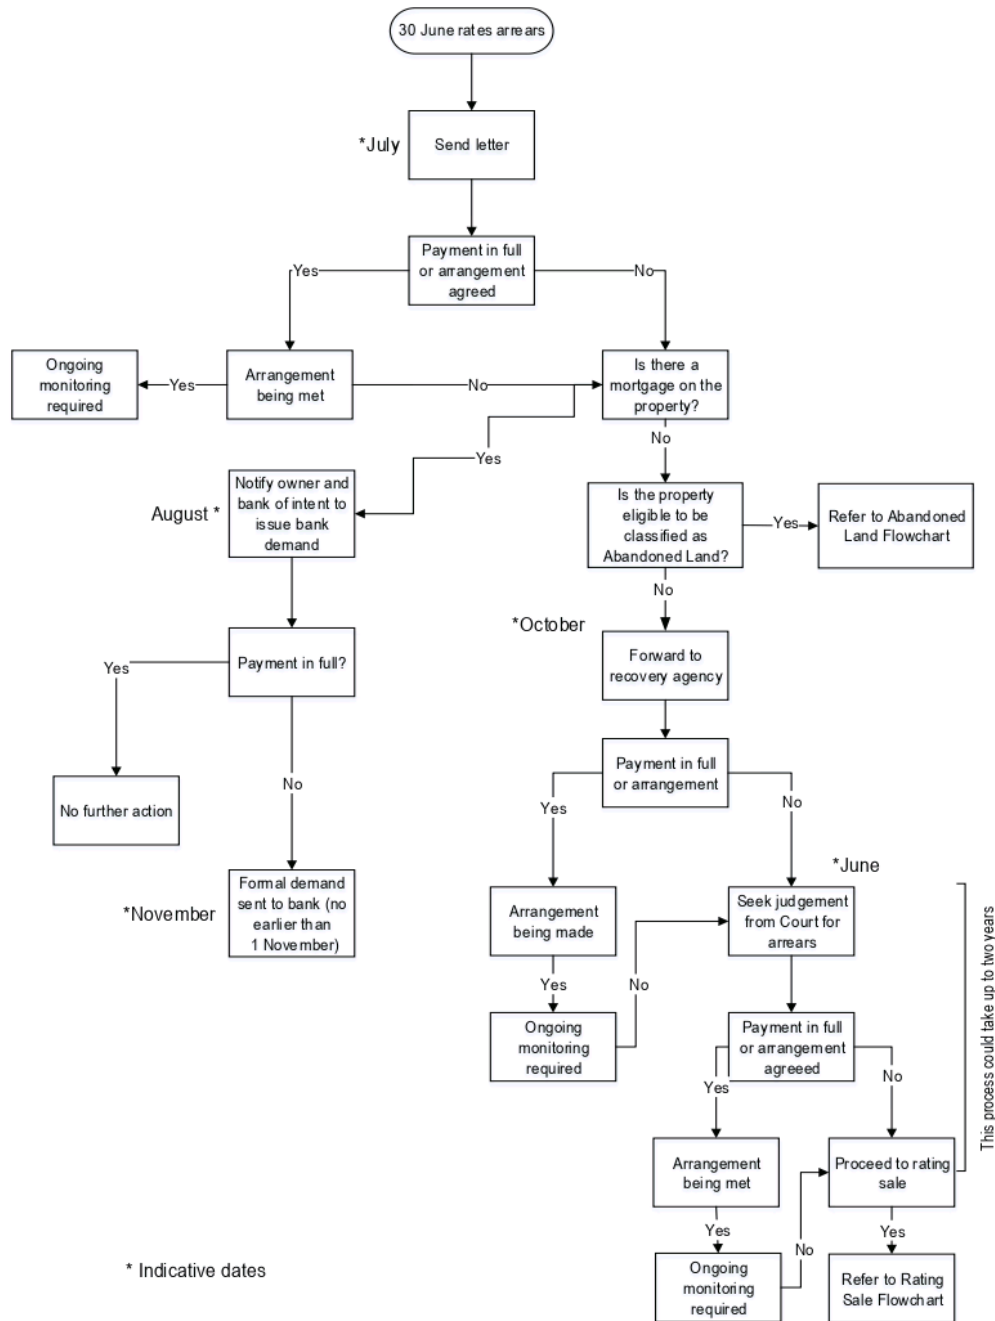 30 June rates arrears
*July
Send letter
Payment in full
or arrangement
agreed
Yes
No
Ongoing
monitoring
required
Yes
Arrangement
being met
No
Is there a
mortgage on the
property?
No
Yes
August *
Notify owner and
bank of intent to
issue bank
demand
Is the property
eligible to be
classified as
Abandoned Land?
Yes
Refer to Abandoned
Land Flowchart
No
*October
Forward to
recovery agency
Payment in full?
Yes
No
No further action
Payment in full
or arrangement
Yes
No
*November
Formal demand
sent to bank (no
earlier than
1 November)
*June
Arrangement
being made
Seek judgement
from Court for
arrears
Yes
No
Ongoing
monitoring
required
Payment in full
or arrangement
agreeed
Yes
No
This process could take up to two years
Arrangement
being met
Proceed to rating
sale
Yes
No
Yes
Ongoing
monitoring
required
Refer to Rating
Sale Flowchart
* Indicative dates